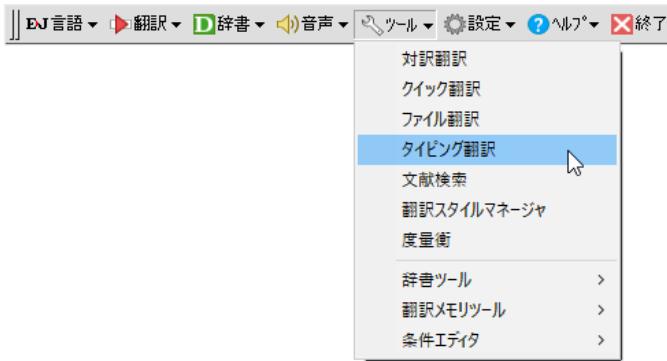 EJ 言語 翻訳 D 辞書 音声 ツール 設定 ? ヘルプ 終了
対訳翻訳
クイック翻訳
ファイル翻訳
タイピング翻訳
文献検索
翻訳スタイルマネージャ
度量衡
辞書ツール
翻訳メモリツール
条件エディタ